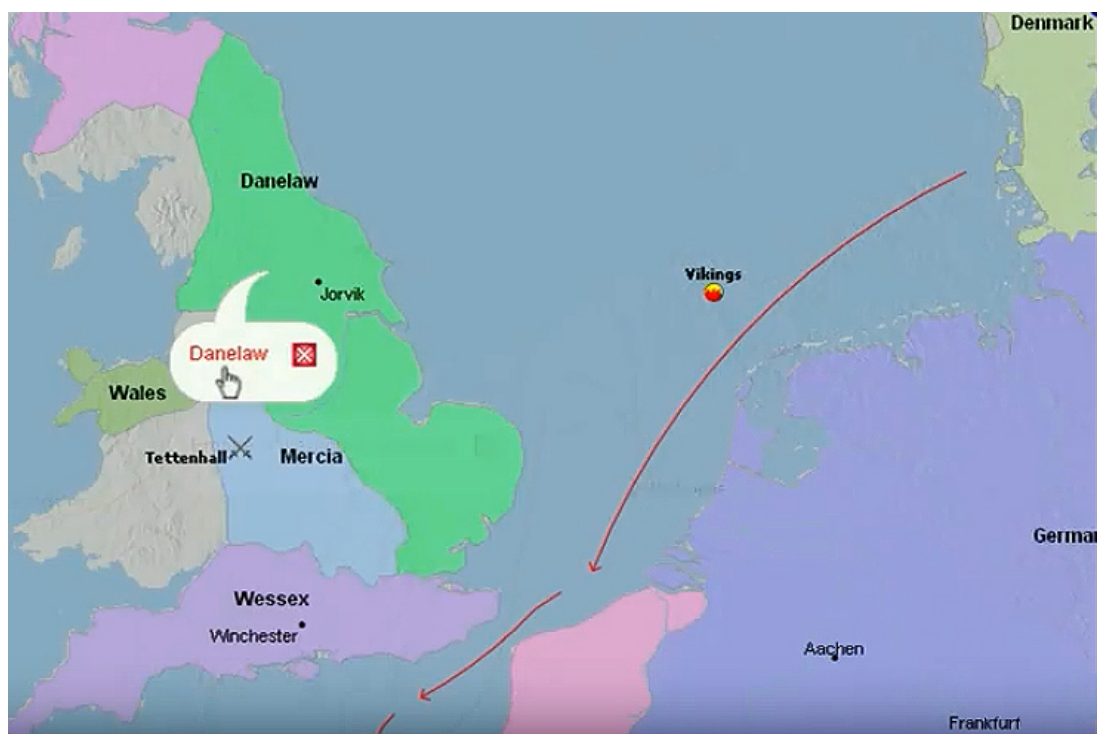 Denmark
Danelaw
Vikings
Jorvik
Danelaw
Wales
Tettenhall
Mercia
Wessex
Winchester
Aachen
Frankfurt